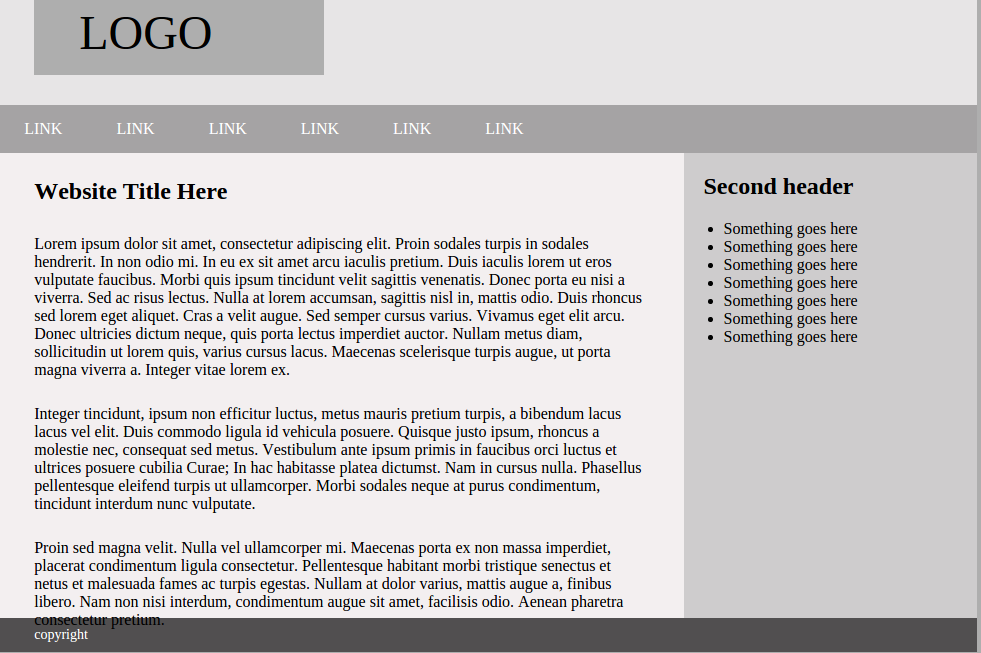 LOGO
LINK LINK LINK LINK LINK LINK
Website Title Here
Lorem ipsum dolor sit amet, consectetur adipiscing elit. Proin sodales turpis in sodales
hendrerit. In non odio mi. In eu ex sit amet arcu iaculis pretium. Duis iaculis lorem ut eros
vulputate faucibus. Morbi quis ipsum tincidunt velit sagittis venenatis. Donec porta eu nisi a
viverra. Sed ac risus lectus. Nulla at lorem accumsan, sagittis nisl in, mattis odio. Duis rhoncus
sed lorem eget aliquet. Cras a velit augue. Sed semper cursus varius. Vivamus eget elit arcu.
Donec ultricies dictum neque, quis porta lectus imperdiet auctor. Nullam metus diam,
sollicitudin ut lorem quis, varius cursus lacus. Maecenas scelerisque turpis augue, ut porta
magna viverra a. Integer vitae lorem ex.
Integer tincidunt, ipsum non efficitur luctus, metus mauris pretium turpis, a bibendum lacus
lacus vel elit. Duis commodo ligula id vehicula posuere. Quisque justo ipsum, rhoncus a
molestie nec, consequat sed metus. Vestibulum ante ipsum primis in faucibus orci luctus et
ultrices posuere cubilia Curae; In hac habitasse platea dictumst. Nam in cursus nulla. Phasellus
pellentesque eleifend turpis ut ullamcorper. Morbi sodales neque at purus condimentum,
tincidunt interdum nunc vulputate.
Proin sed magna velit. Nulla vel ullamcorper mi. Maecenas porta ex non massa imperdiet,
placerat condimentum ligula consectetur. Pellentesque habitant morbi tristique senectus et
netus et malesuada fames ac turpis egestas. Nullam at dolor varius, mattis augue a, finibus
libero. Nam non nisi interdum, condimentum augue sit amet, facilisis odio. Aenean pharetra
consectetur pretium.
Second header
• Something goes here
• Something goes here
• Something goes here
• Something goes here
• Something goes here
• Something goes here
• Something goes here
copyright